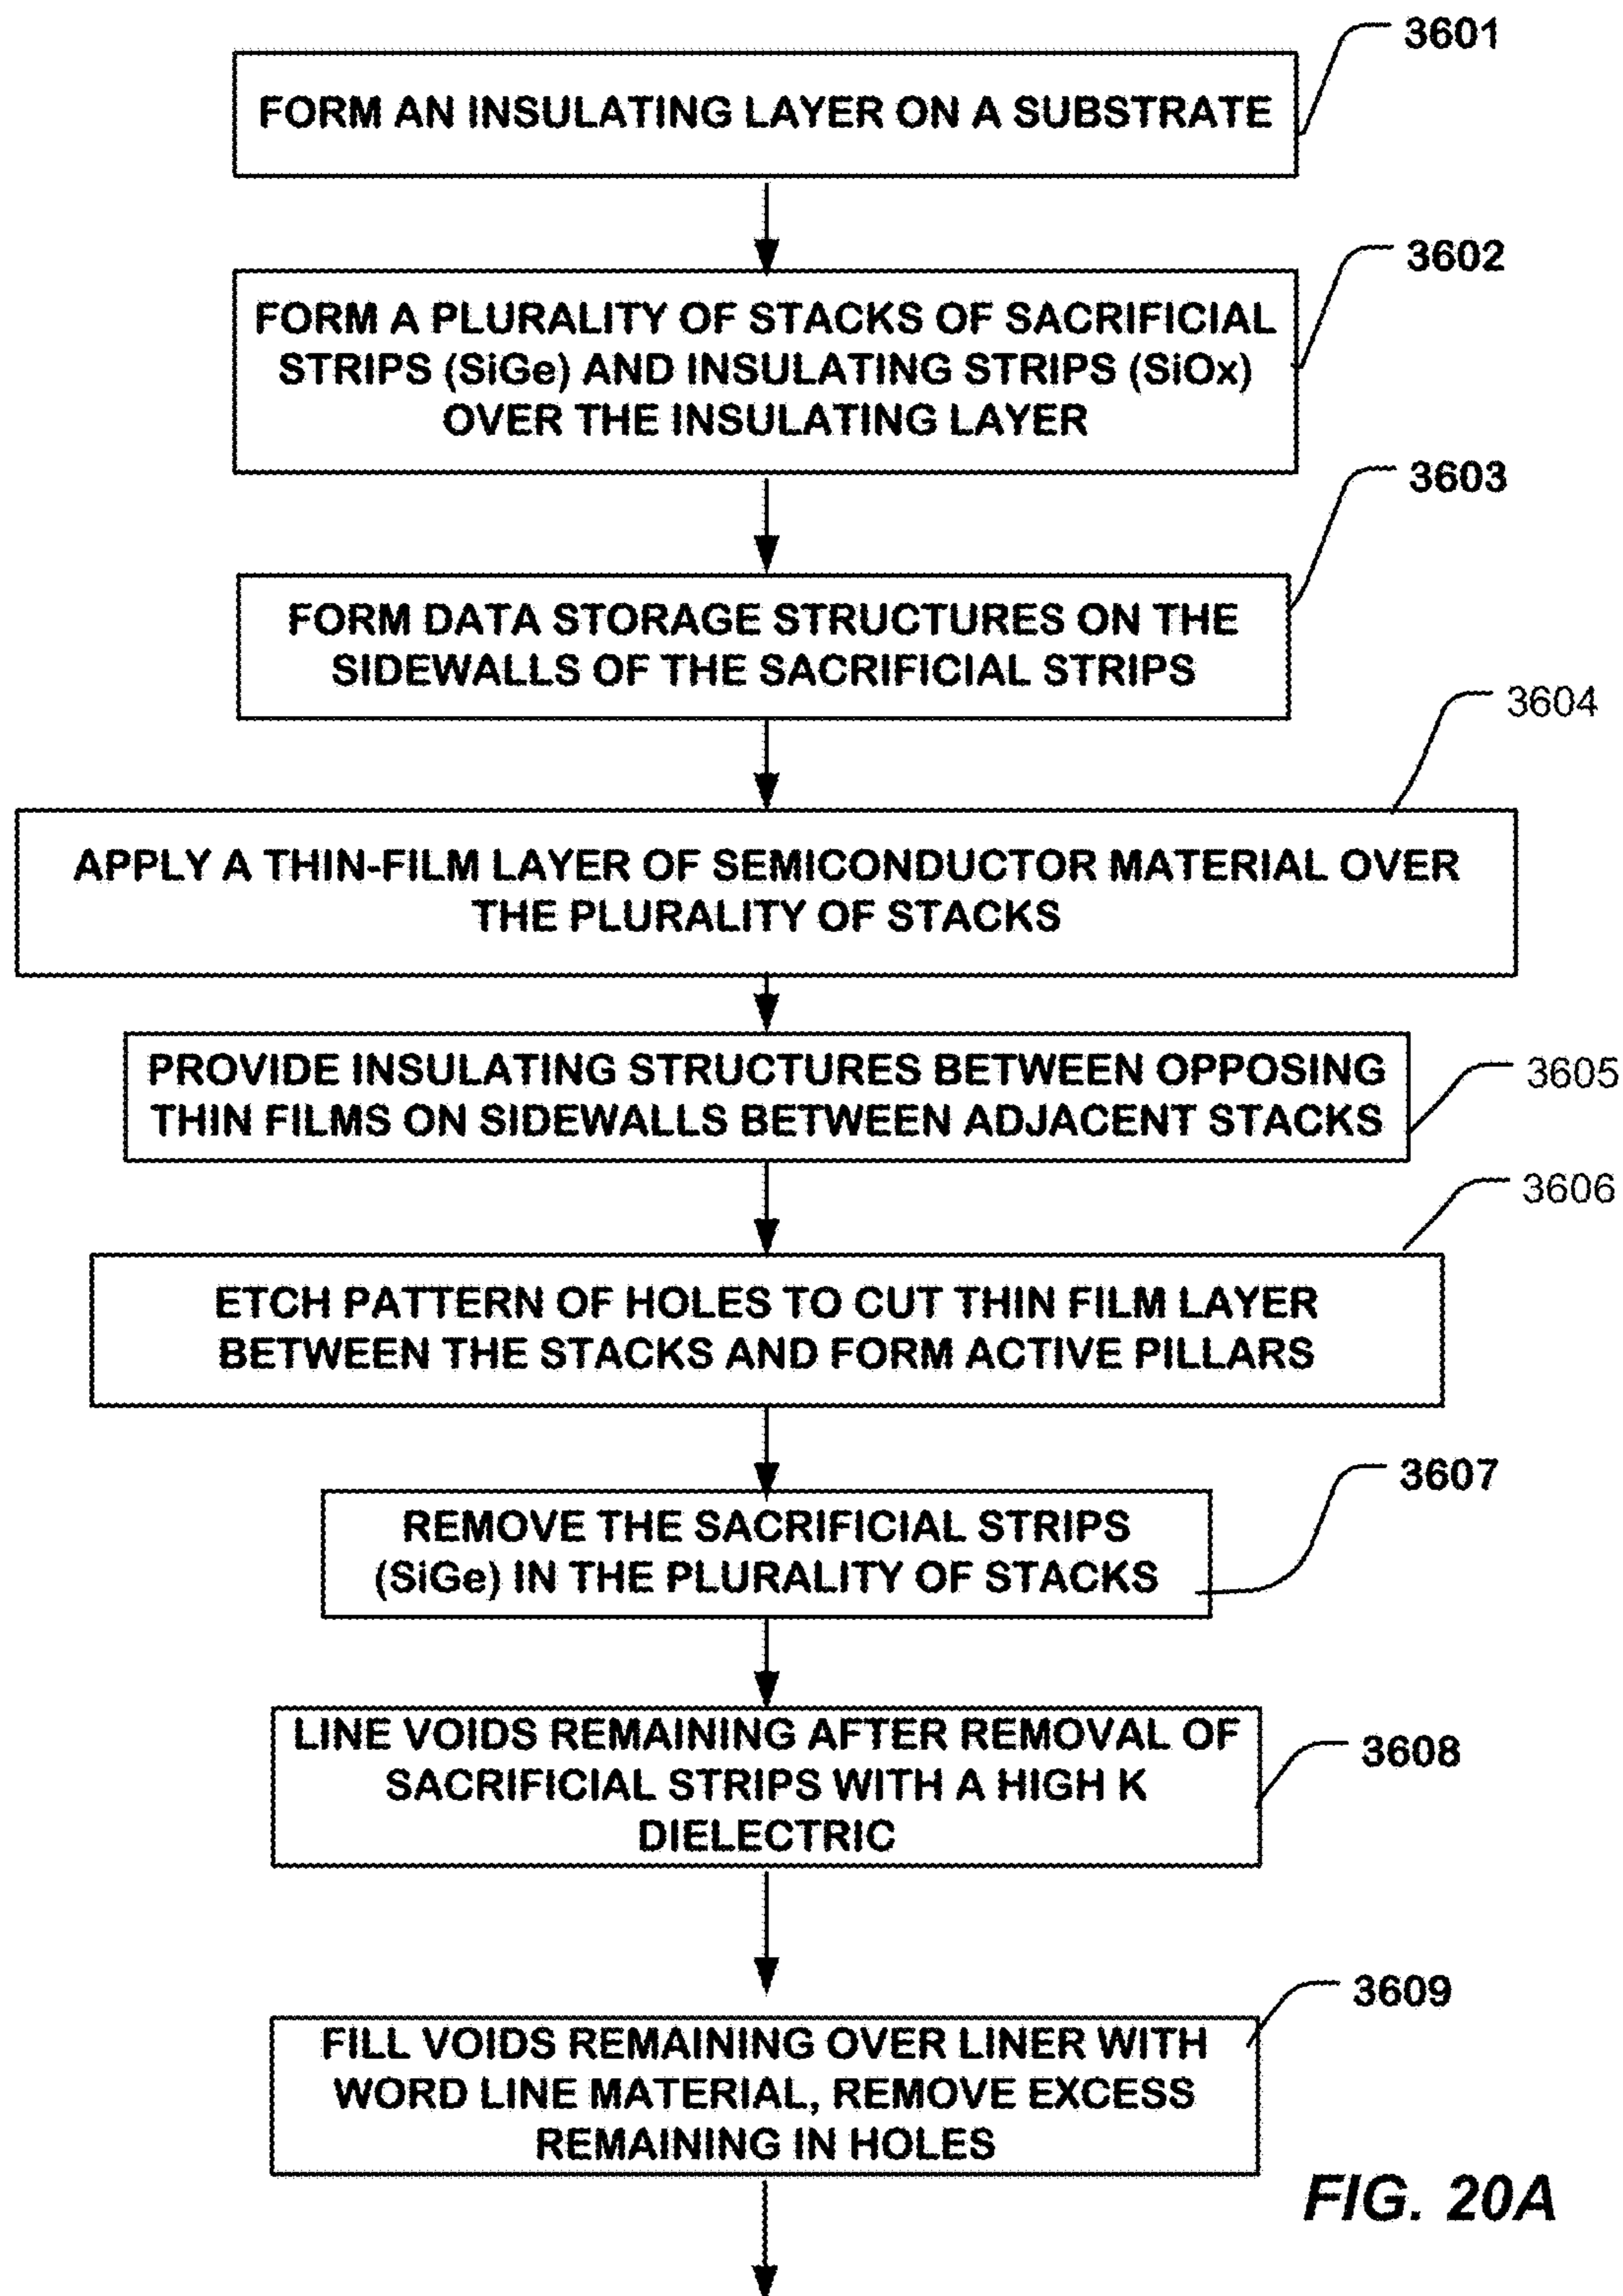 3601
FORM AN INSULATING LAYER ON A SUBSTRATE
3602
FORM A PLURALITY OF STACKS OF SACRIFICIAL
STRIPS (SiGe) AND INSULATING STRIPS (SiOx)
OVER THE INSULATING LAYER
3603
FORM DATA STORAGE STRUCTURES ON THE
SIDEWALLS OF THE SACRIFICIAL STRIPS
3604
APPLY A THIN-FILM LAYER OF SEMICONDUCTOR MATERIAL OVER
THE PLURALITY OF STACKS
PROVIDE INSULATING STRUCTURES BETWEEN OPPOSING
THIN FILMS ON SIDEWALLS BETWEEN ADJACENT STACKS
3605
3606
ETCH PATTERN OF HOLES TO CUT THIN FILM LAYER
BETWEEN THE STACKS AND FORM ACTIVE PILLARS
3607
REMOVE THE SACRIFICIAL STRIPS
(SiGe) IN THE PLURALITY OF STACKS
LINE VOIDS REMAINING AFTER REMOVAL OF
SACRIFICIAL STRIPS WITH A HIGH K
DIELECTRIC
3608
3609
FILL VOIDS REMAINING OVER LINER WITH
WORD LINE MATERIAL, REMOVE EXCESS
REMAINING IN HOLES
FIG. 20A